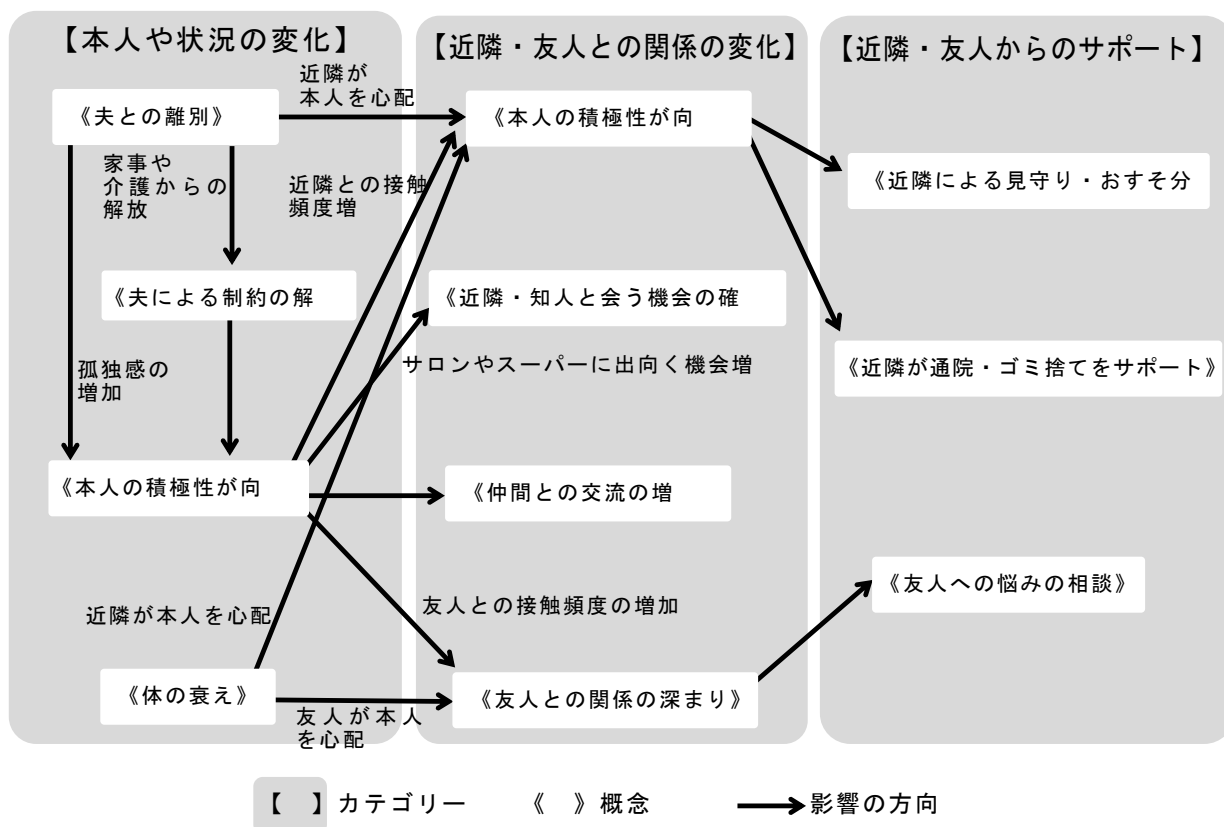 【本人や状況の変化】
《夫との離別》
近隣が
本人を心配
家事や
介護からの
解放
近隣との接触
頻度増
《夫による制約の解
孤独感の
増加
《本人の積極性が向
近隣が本人を心配
《体の衰え》
友人が本人
を心配
【近隣・友人との関係の変化】
《本人の積極性が向
《近隣・知人と会う機会の確
サロンやスーパーに出向く機会増
《仲間との交流の増
友人との接触頻度の増加
《友人との関係の深まり》
【近隣・友人からのサポート】
《近隣による見守り・おすそ分
《近隣が通院・ゴミ捨てをサポート》
《友人への悩みの相談》
【　】カテゴリー　　《　》概念　　影響の方向